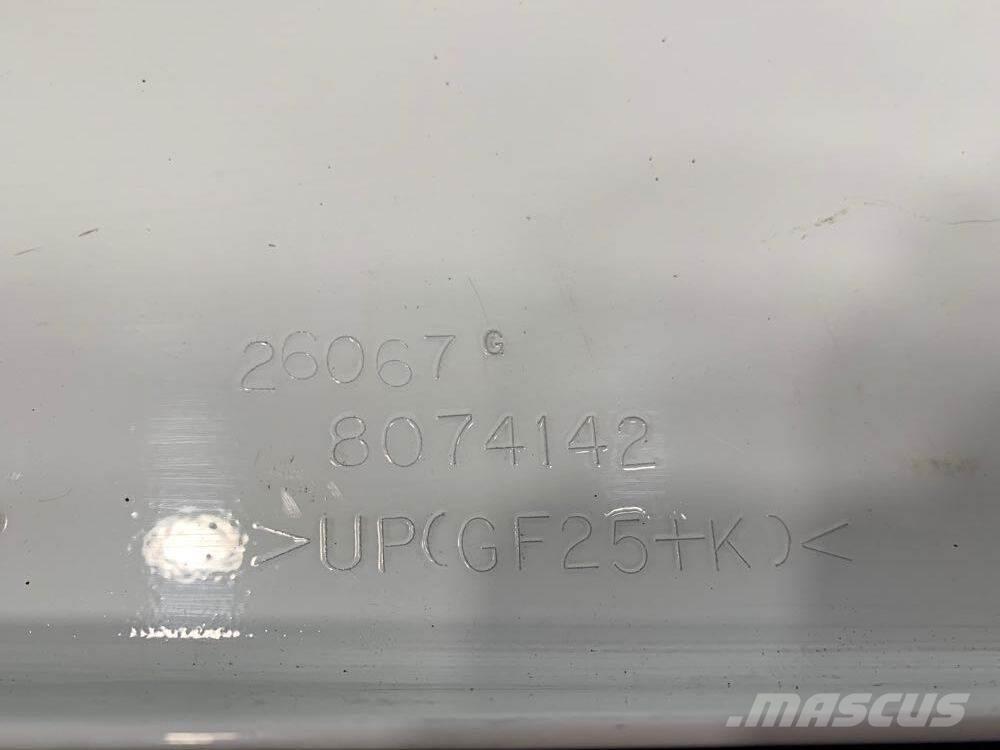 26067 G
8074142
>UP(GF25+K)<
.MASCUS